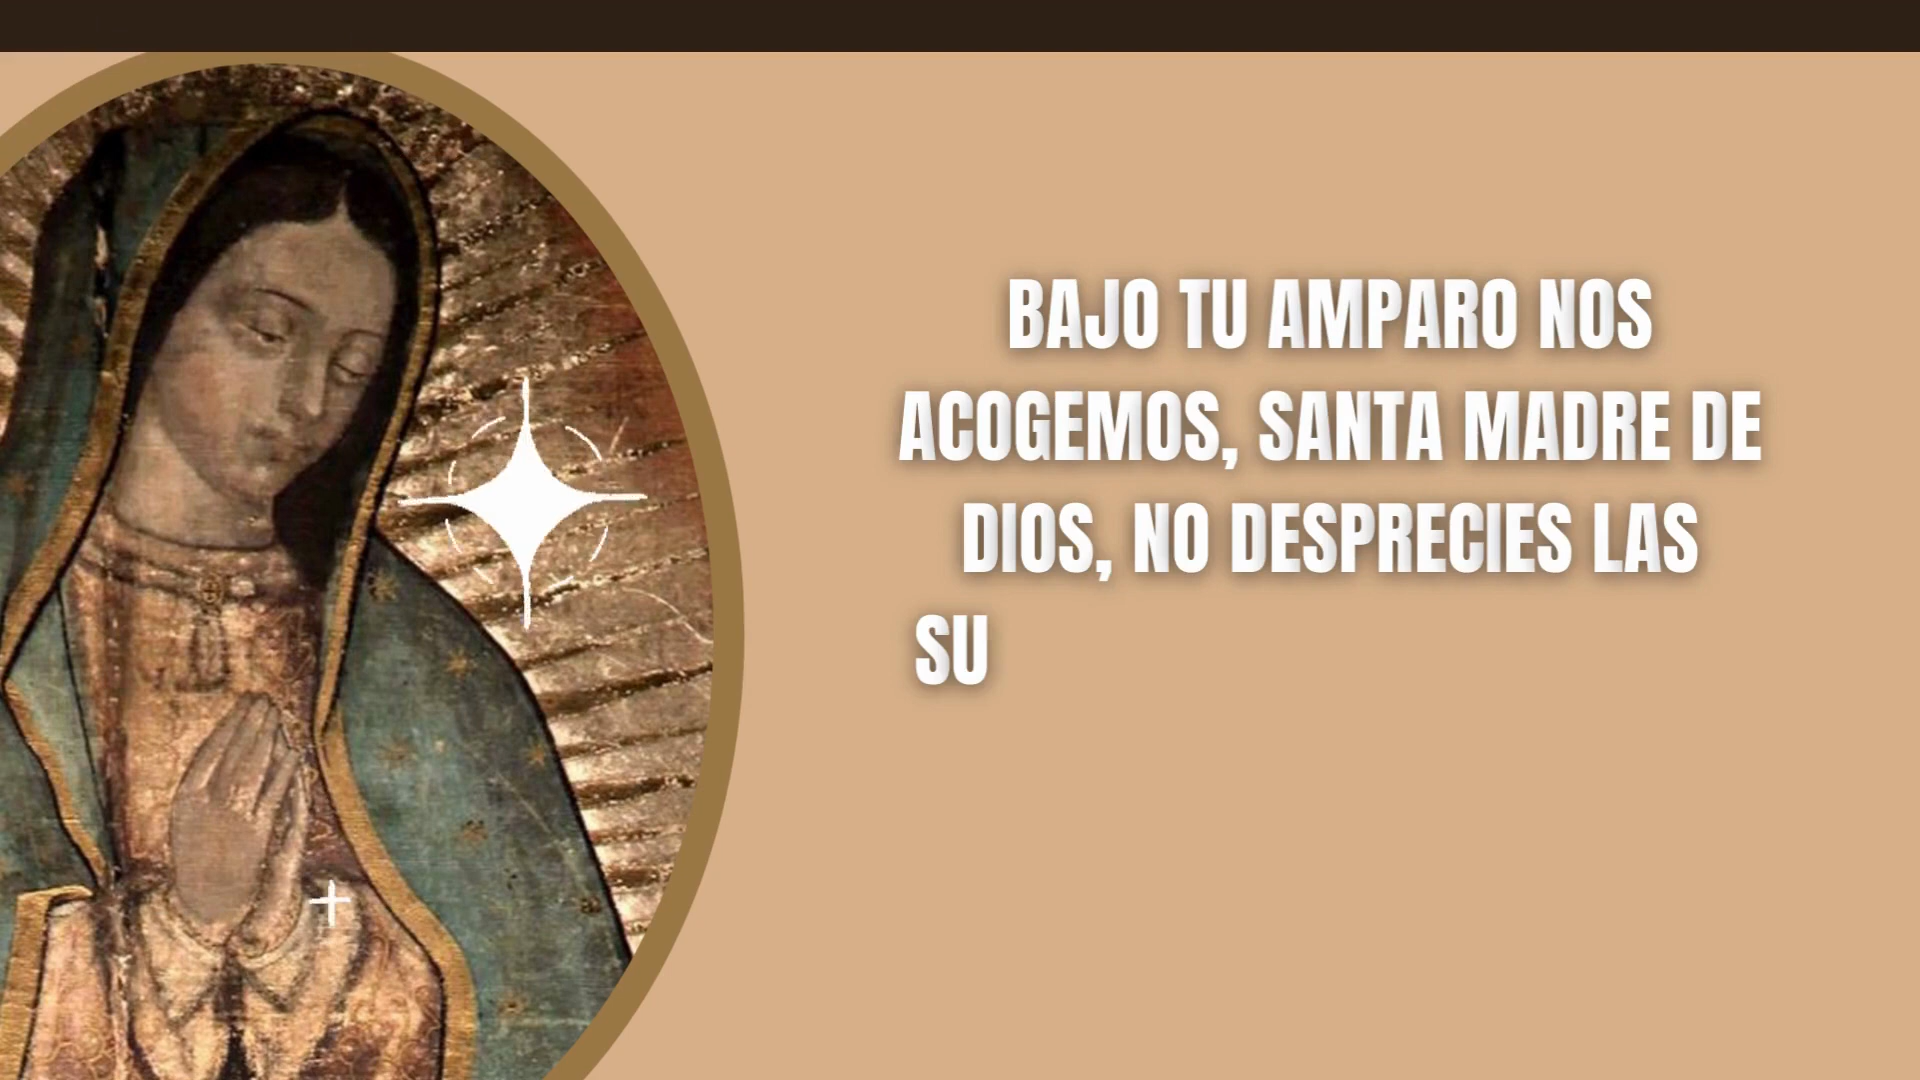 BAJO TU AMPARO NOS
ACOGEMOS, SANTA MADRE DE
DIOS, NO DESPRECIES LAS
SU